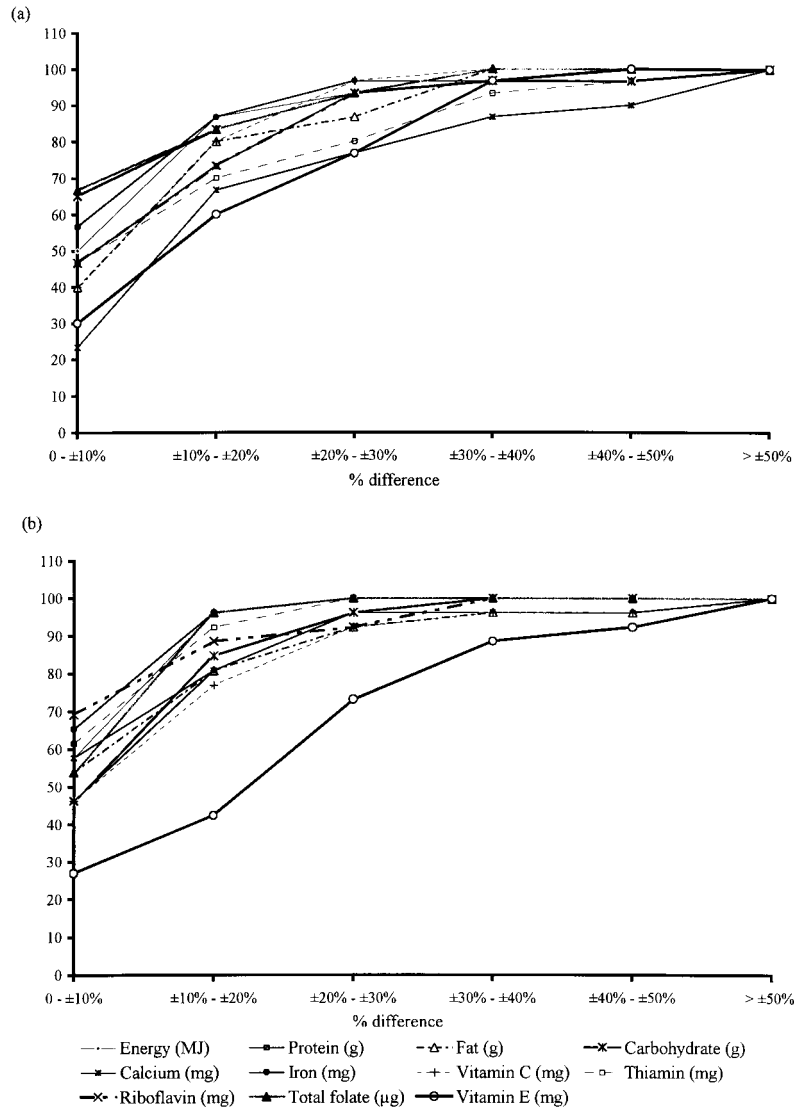 (a)
110
100
90
80
70
60
50
40
30
20
10
0
0 - ±10% ±10% - ±20% ±20% - ±30% ±30% - ±40% ±40% - ±50% > ±50%
% difference
(b)
110
100
90
80
70
60
50
40
30
20
10
0
0 - ±10% ±10% - ±20% ±20% - ±30% ±30% - ±40% ±40% - ±50% > ±50%
% difference
Energy (MJ) Protein (g) Fat (g) Carbohydrate (g)
Calcium (mg) Iron (mg) Vitamin C (mg) Thiamin (mg)
Riboflavin (mg) Total folate (µg) Vitamin E (mg)